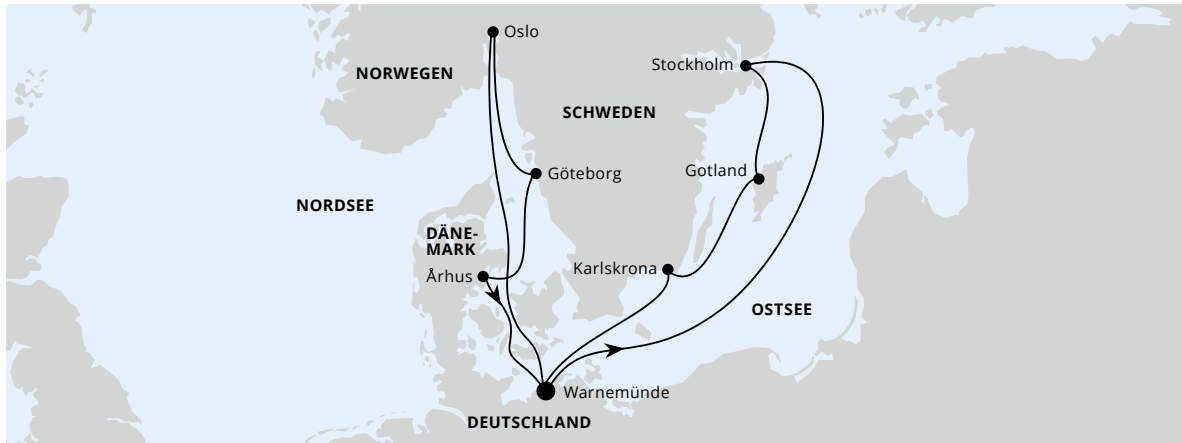 Oslo
Stockholm
NORWEGEN
SCHWEDEN
Göteborg
Gotland
NORDSEE
DÄNE-
MARK
Århus
Karlskrona
OSTSEE
Warnemünde
DEUTSCHLAND